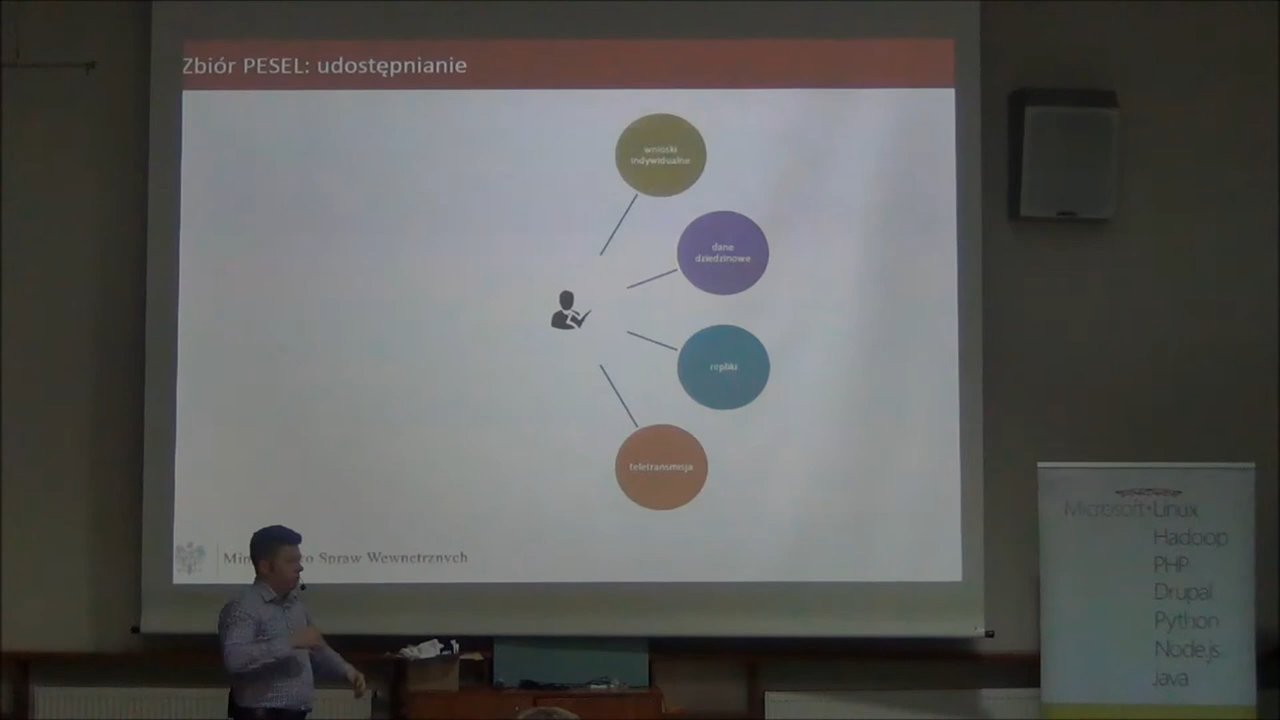 Zbiór PESEL: udostępnianie
wnioski
indywidualne
dane
dziedzinowe
repliki
teletransmisja
Spraw Wewnętrznych
Microsoft+Linux
Hadoop
PHP
Drupal
Python
Node.js
Java